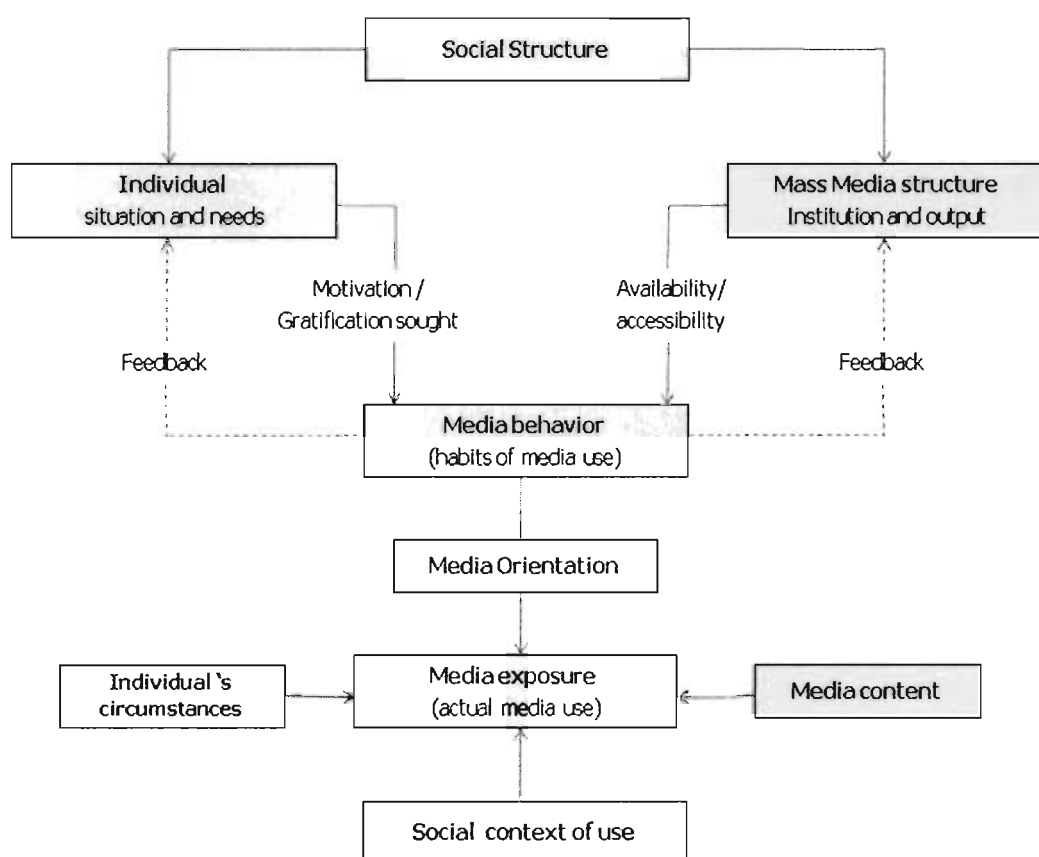 Social Structure
Individual
situation and needs
Mass Media structure
Institution and output
Motivation /
Gratification sought
Availability/
accessibility
Feedback
Feedback
Media behavior
(habits of media use)
Media Orientation
Individual‘s
circumstances
Media exposure
(actual media use)
Media content
Social context of use